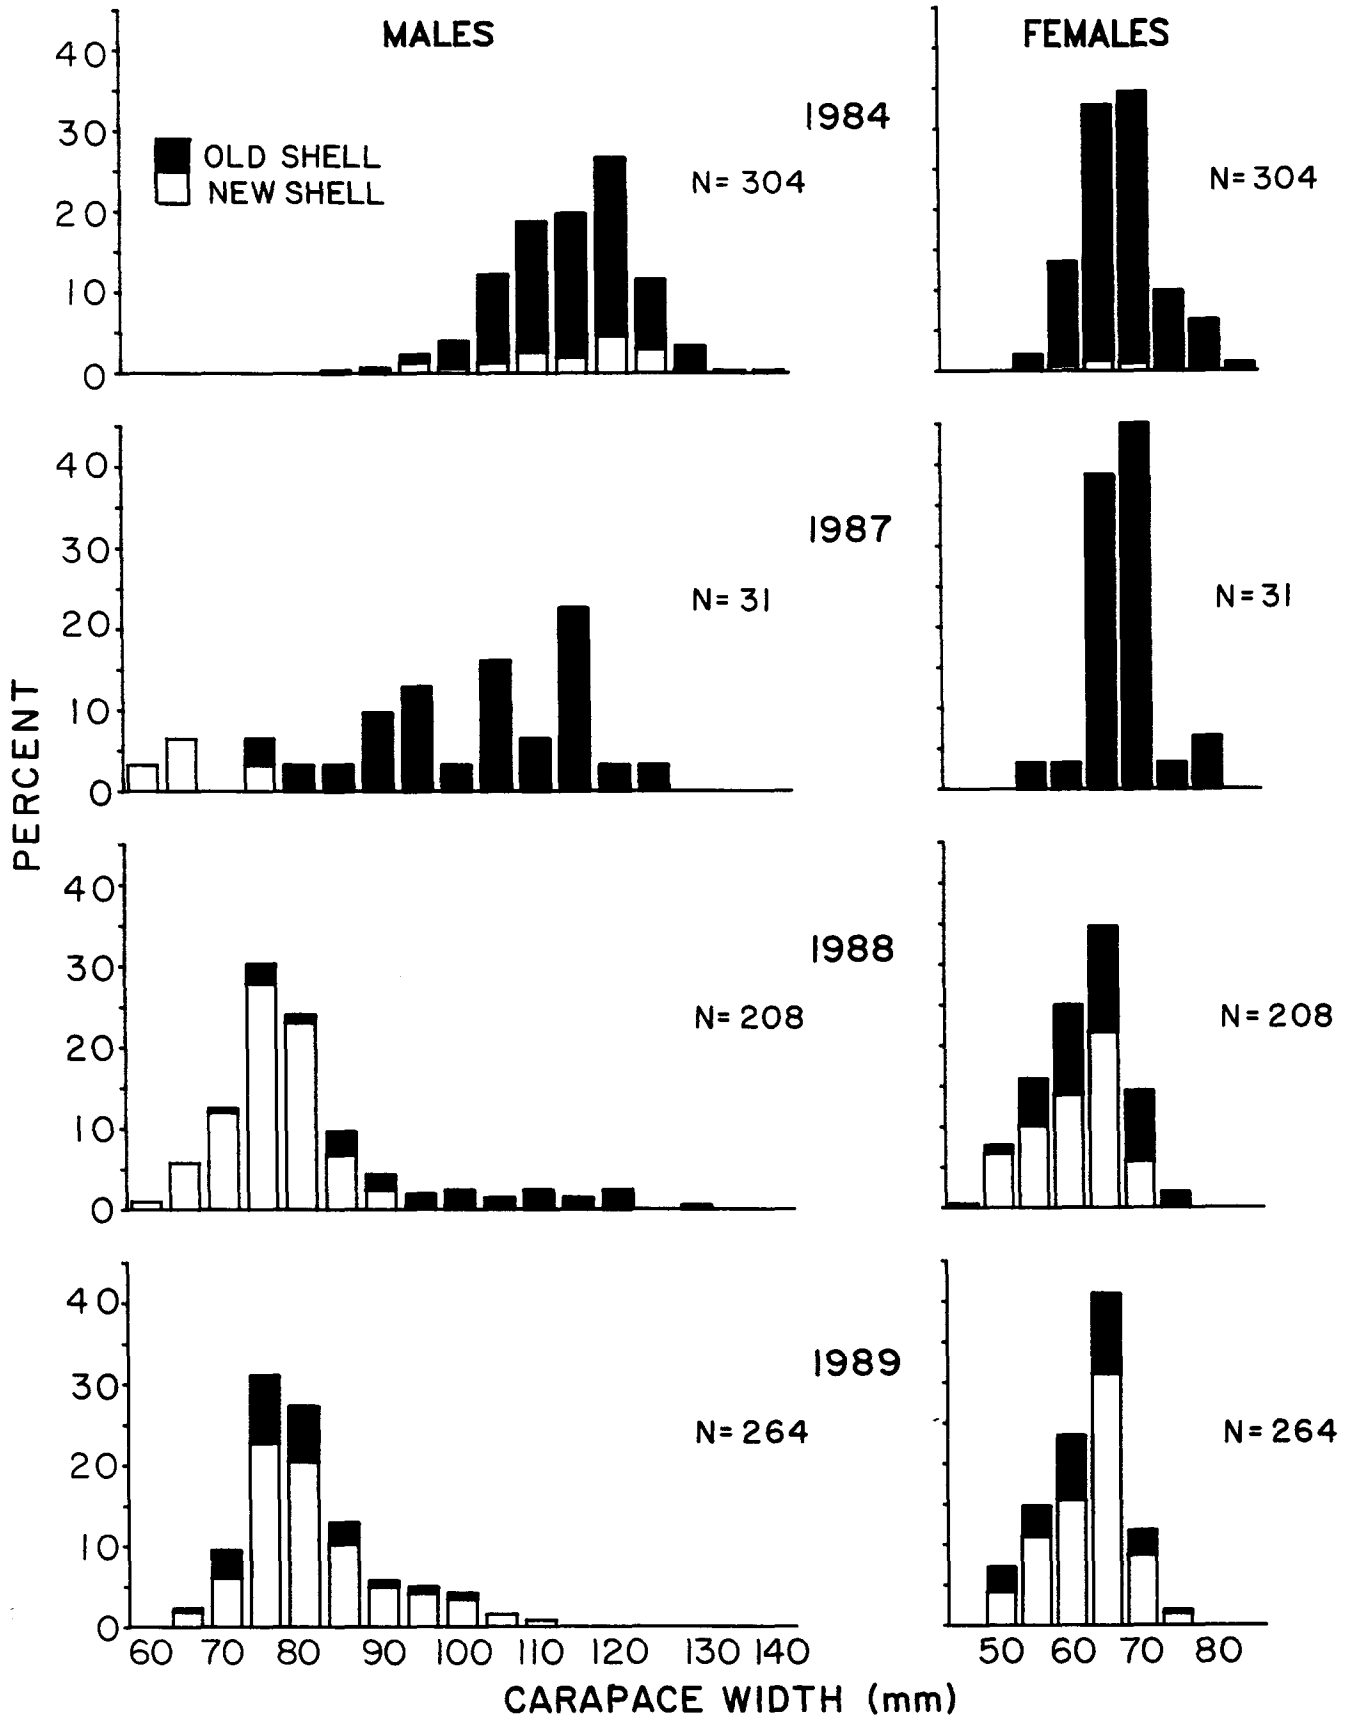 MALES
FEMALES
40
30
20
10
0
OLD SHELL
NEW SHELL
1984
N= 304
N= 304
40
30
20
10
0
1987
N= 31
N= 31
40
30
20
10
0
1988
N= 208
N= 208
40
30
20
10
0
1989
N= 264
N= 264
PERCENT
60 70 80 90 100 110 120 130 140
50 60 70 80
CARAPACE WIDTH (mm)